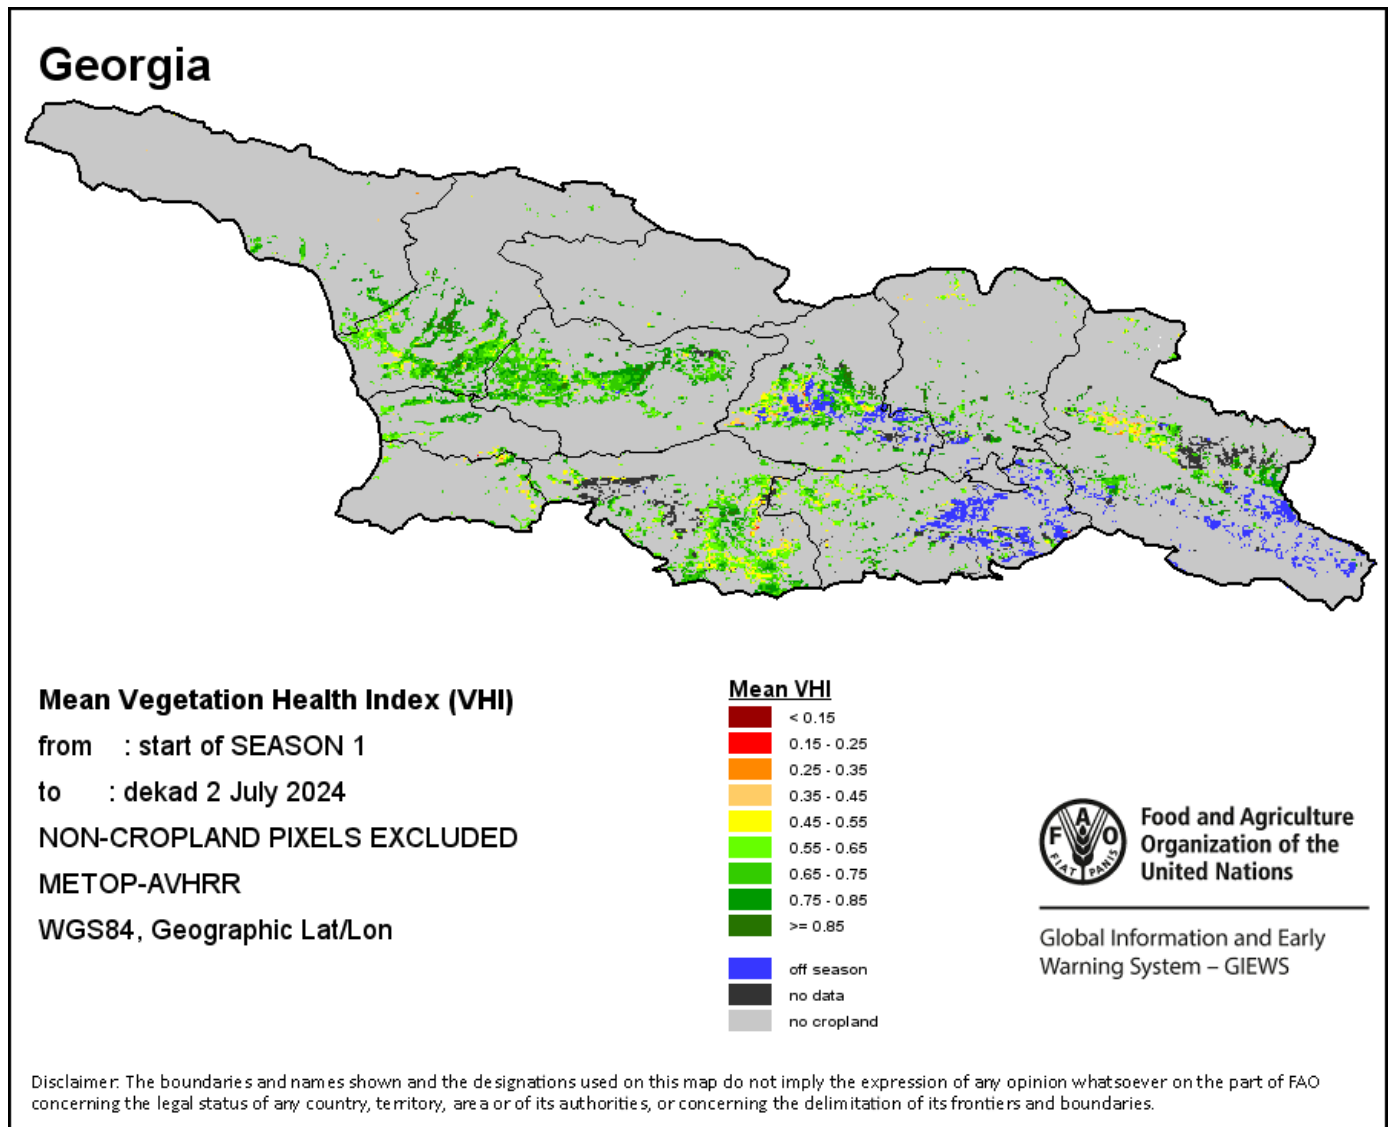 Georgia
Mean Vegetation Health Index (VHI)
from : start of SEASON 1
to : dekad 2 July 2024
NON-CROPLAND PIXELS EXCLUDED
METOP-AVHRR
WGS84, Geographic Lat/Lon
Mean VHI
< 0.15
0.15 - 0.25
0.25 - 0.35
0.35 - 0.45
0.45 - 0.55
0.55 - 0.65
0.65 - 0.75
0.75 - 0.85
>= 0.85
off season
no data
no cropland
FAO
FIAT PANIS
Food and Agriculture
Organization of the
United Nations
Global Information and Early
Warning System – GIEWS
Disclaimer: The boundaries and names shown and the designations used on this map do not imply the expression of any opinion whatsoever on the part of FAO
concerning the legal status of any country, territory, area or of its authorities, or concerning the delimitation of its frontiers and boundaries.